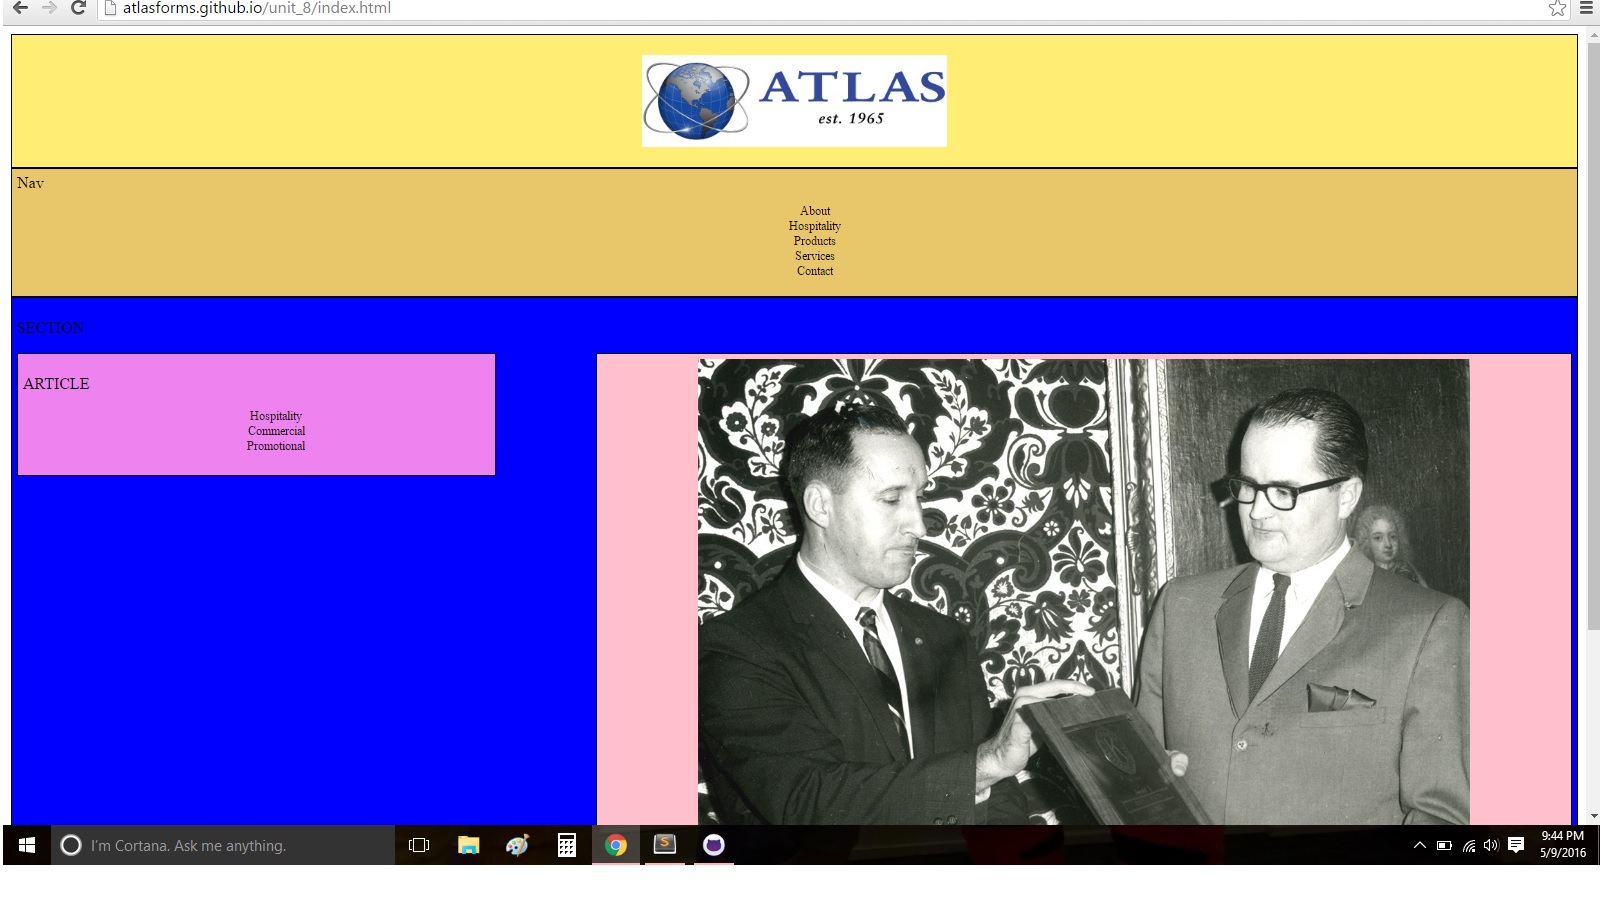 atlasforms.github.io/unit_8/index.html
ATLAS
est. 1965
Nav
About
Hospitality
Products
Services
Contact
SECTION
ARTICLE
Hospitality
Commercial
Promotional
I'm Cortana. Ask me anything.
S
9:44 PM
5/9/2016